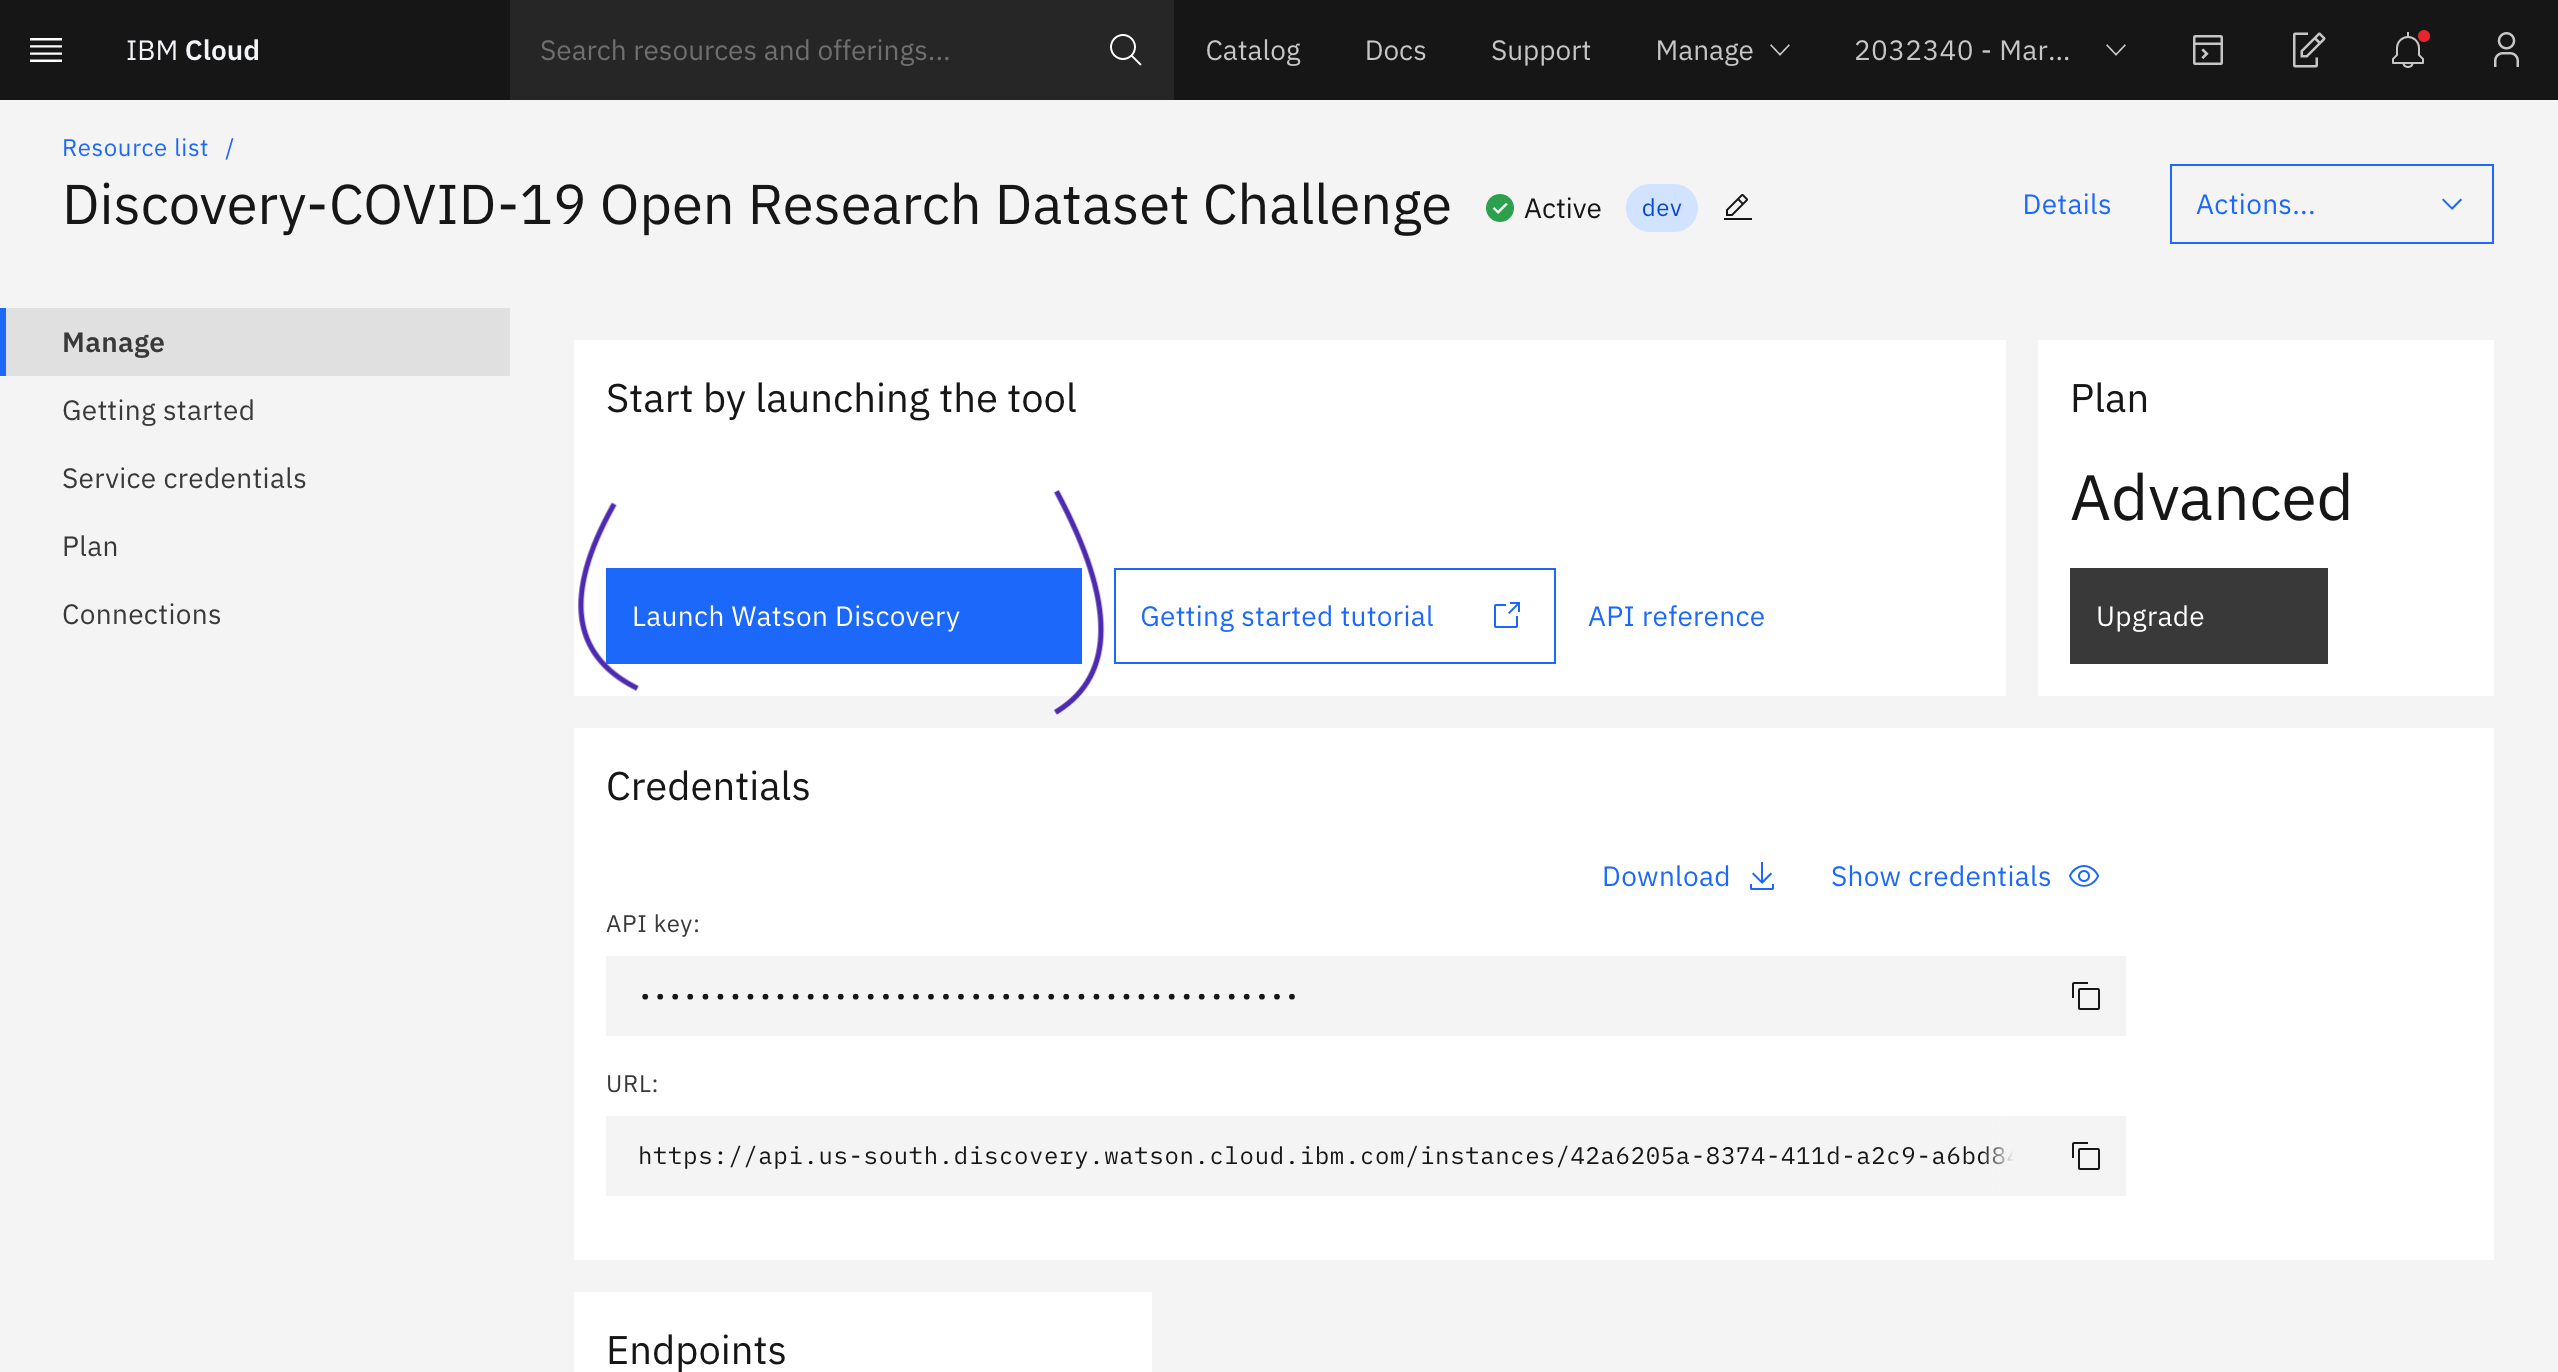 IBM Cloud
Search resources and offerings...
Catalog
Docs
Support
Manage
2032340 - Mar...
Resource list /
Discovery-COVID-19 Open Research Dataset Challenge
Active
dev
Details
Actions...
Manage
Getting started
Service credentials
Plan
Connections
Start by launching the tool
Launch Watson Discovery
Getting started tutorial
API reference
Plan
Advanced
Upgrade
Credentials
Download
Show credentials
API key:
••••••••••••••••••••••••••••••••••••••••••••
URL:
https://api.us-south.discovery.watson.cloud.ibm.com/instances/42a6205a-8374-411d-a2c9-a6bd84
Endpoints